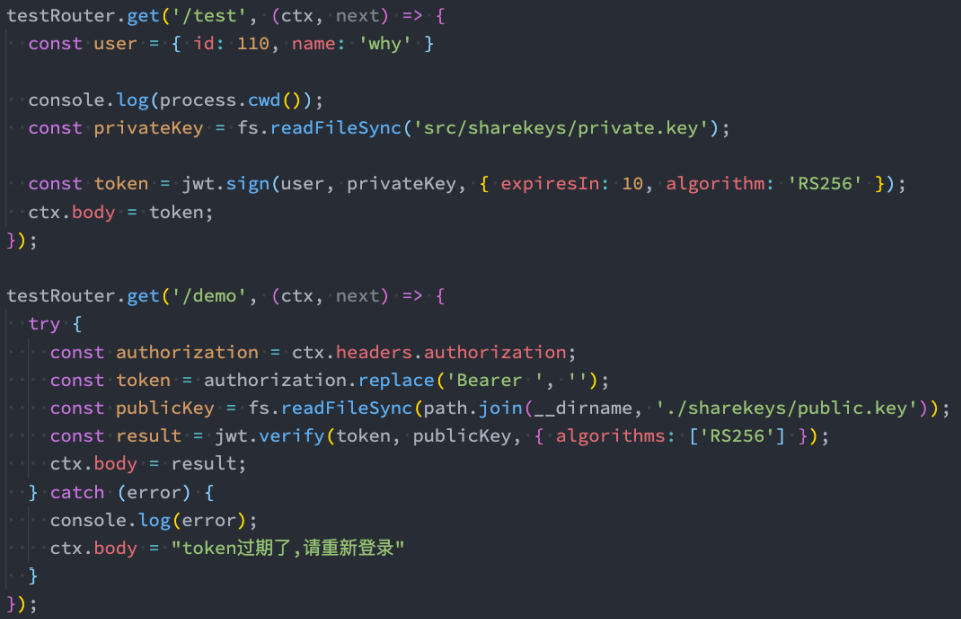 testRouter.get('/test', (ctx, next) => {
  const user = { id: 110, name: 'why' }

  console.log(process.cwd());
  const privateKey = fs.readFileSync('src/sharekeys/private.key');

  const token = jwt.sign(user, privateKey, { expiresIn: 10, algorithm: 'RS256' });
  ctx.body = token;
});

testRouter.get('/demo', (ctx, next) => {
  try {
    const authorization = ctx.headers.authorization;
    const token = authorization.replace('Bearer ', '');
    const publicKey = fs.readFileSync(path.join(__dirname, './sharekeys/public.key'));
    const result = jwt.verify(token, publicKey, { algorithms: ['RS256'] });
    ctx.body = result;
  } catch (error) {
    console.log(error);
    ctx.body = "token过期了,请重新登录"
  }
});